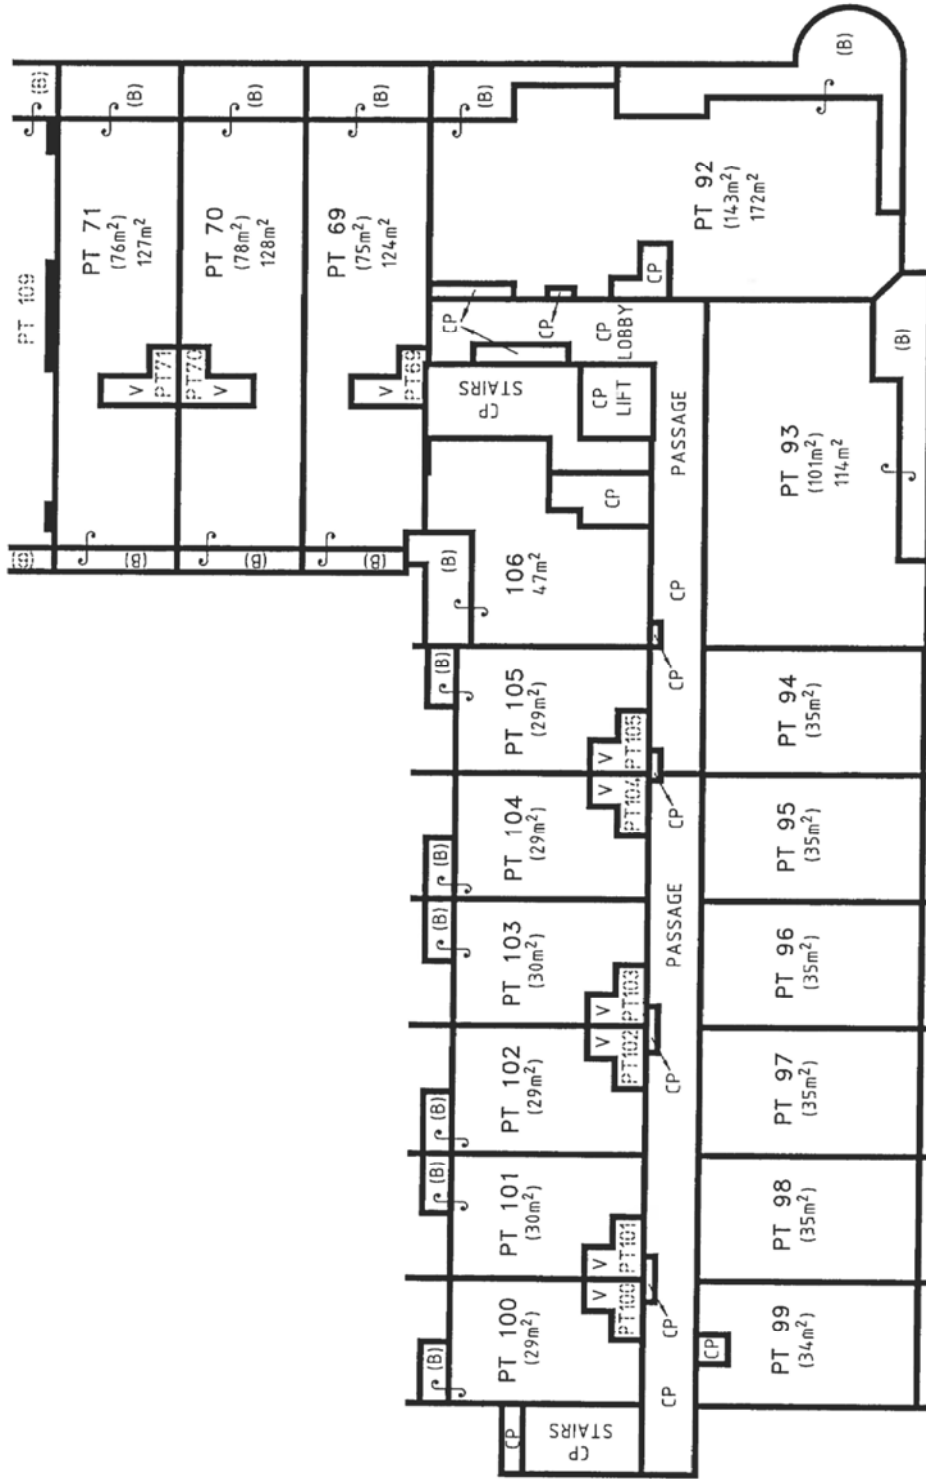 PT 109
(B)
(B)
PT 71
(76m²)
127m²
V
PT71
(B)
(B)
PT 70
(78m²)
128m²
PT70
V
(B)
(B)
PT 69
(75m²)
124m²
V
PT69
(B)
(B)
(B)
PT 92
(143m²)
172m²
CP
CP
CP
CP
LOBBY
CP
STAIRS
CP
LIFT
CP
(B)
106
47m²
PASSAGE
CP
PT 93
(101m²)
114m²
(B)
(B)
PT 105
(29m²)
V
PT105
CP
(B)
PT 104
(29m²)
V
PT104
CP
(B)
PT 103
(30m²)
V
PT103
PASSAGE
(B)
PT 102
(29m²)
V
PT102
CP
(B)
PT 101
(30m²)
V
PT101
(B)
PT 100
(29m²)
V
PT100
CP
CP
CP
CP
STAIRS
PT 94
(35m²)
PT 95
(35m²)
PT 96
(35m²)
PT 97
(35m²)
PT 98
(35m²)
PT 99
(34m²)
CP
(B)